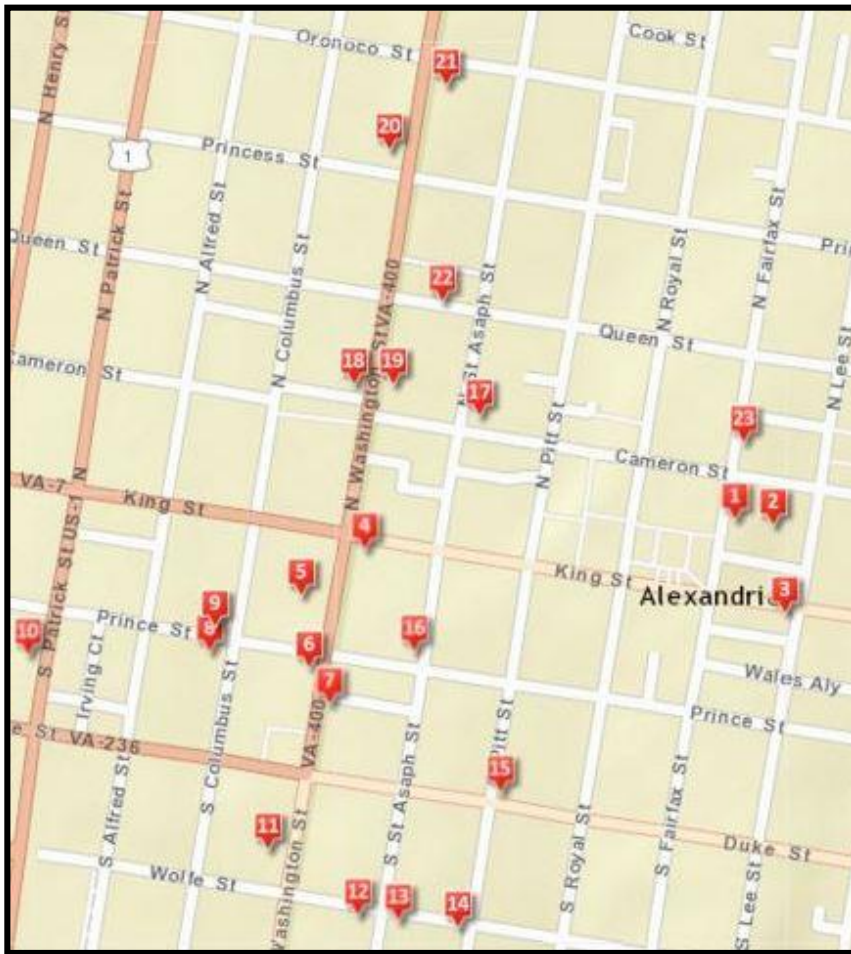 Oronoco St
Cook St
N Henry St
21
20
1
Princess St
N Alfred St
N Patrick St
N Columbus St
Queen St
N Fairfax St
N Royal St
22
VA-400
N St Asaph St
Queen St
N Lee St
Cameron St
18
19
17
N Washington St
23
N Pitt St
Cameron St
VA-7
King St
1
2
US-1 N
4
King St
5
Alexandri
3
9
Prince St
8
10
S Patrick St
6
16
Irving Ct
7
Wales Aly
S Columbus St
VA-400
Pitt St
Prince St
e St VA-236
15
S Alfred St
S St Asaph St
11
S Royal St
S Fairfax St
Duke St
Wolfe St
Washington St
12
13
14
S Lee St